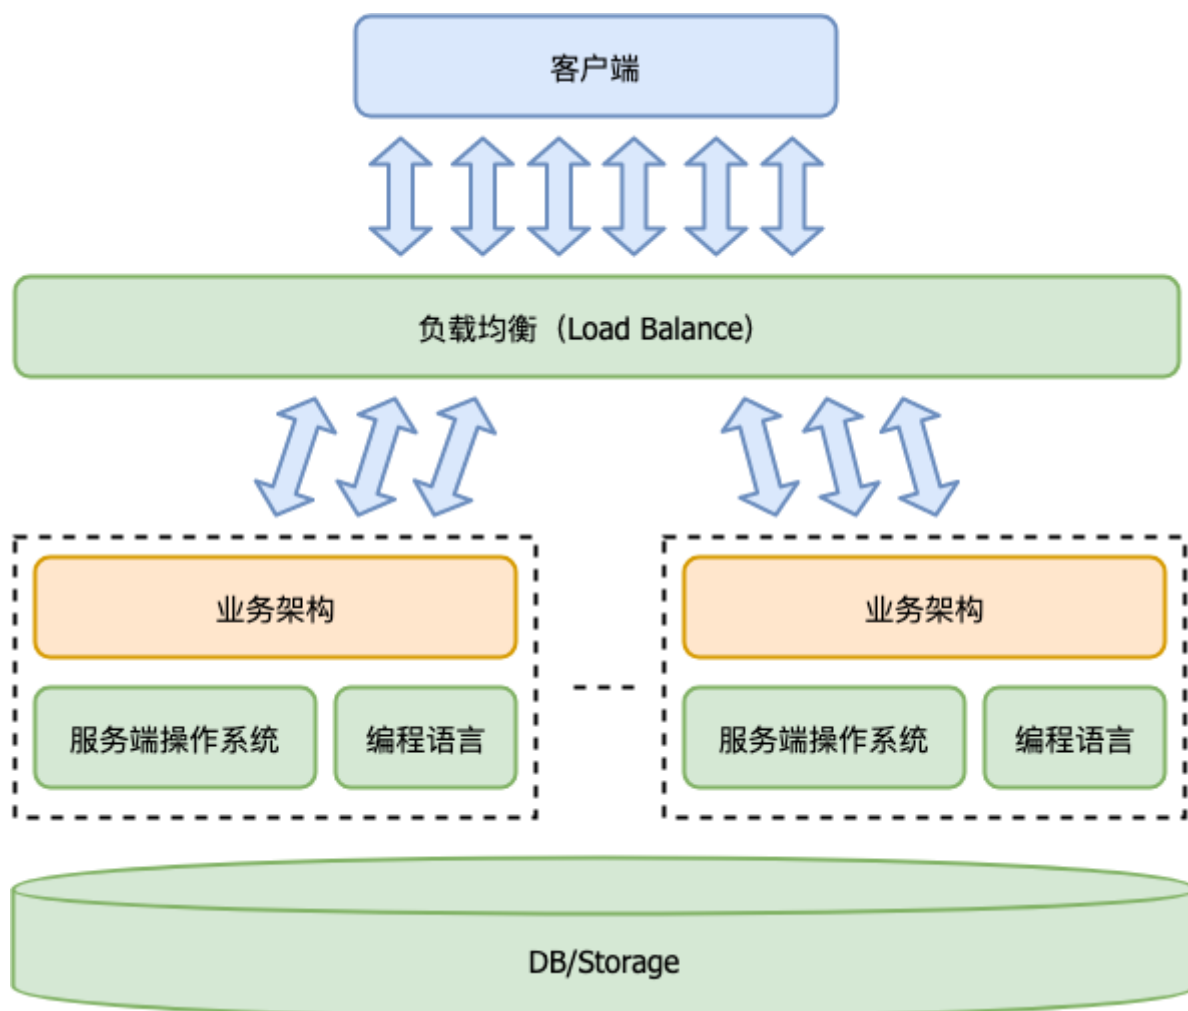 客户端
负载均衡（Load Balance）
业务架构
业务架构
服务端操作系统
编程语言
服务端操作系统
编程语言
DB/Storage